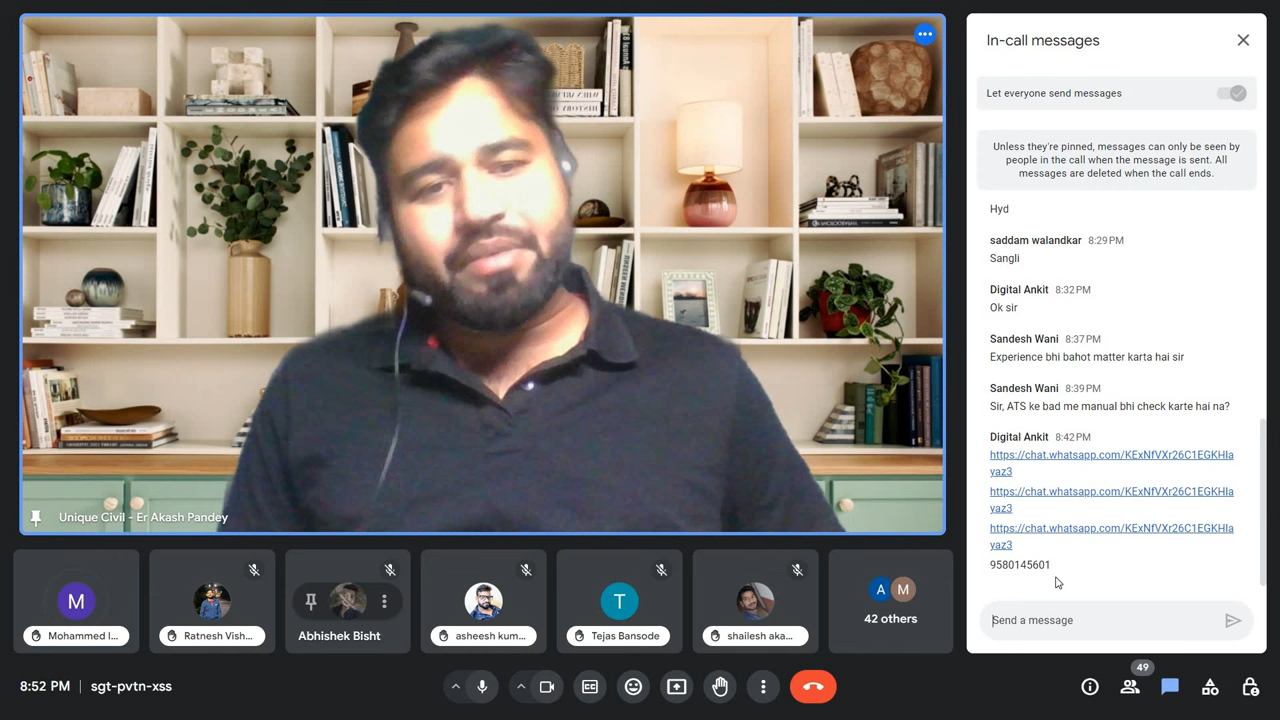 In-call messages
Let everyone send messages
Unless they're pinned, messages can only be seen by
people in the call when the message is sent. All
messages are deleted when the call ends.
Hyd
saddam walandkar 8:29 PM
Sangli
Digital Ankit 8:32 PM
Ok sir
Sandesh Wani 8:37 PM
Experience bhi bahot matter karta hai sir
Sandesh Wani 8:39 PM
Sir, ATS ke bad me manual bhi check karte hai na?
Digital Ankit 8:42 PM
https://chat.whatsapp.com/KExNfVXr26C1EGKHIa
yaz3
https://chat.whatsapp.com/KExNfVXr26C1EGKHIa
yaz3
https://chat.whatsapp.com/KExNfVXr26C1EGKHIa
yaz3
9580145601
Send a message
Unique Civil - Er Akash Pandey
M
Mohammed I...
Ratnesh Vish...
Abhishek Bisht
asheesh kum...
T
Tejas Bansode
shailesh aka...
A M
42 others
8:52 PM | sgt-pvtn-xss
49